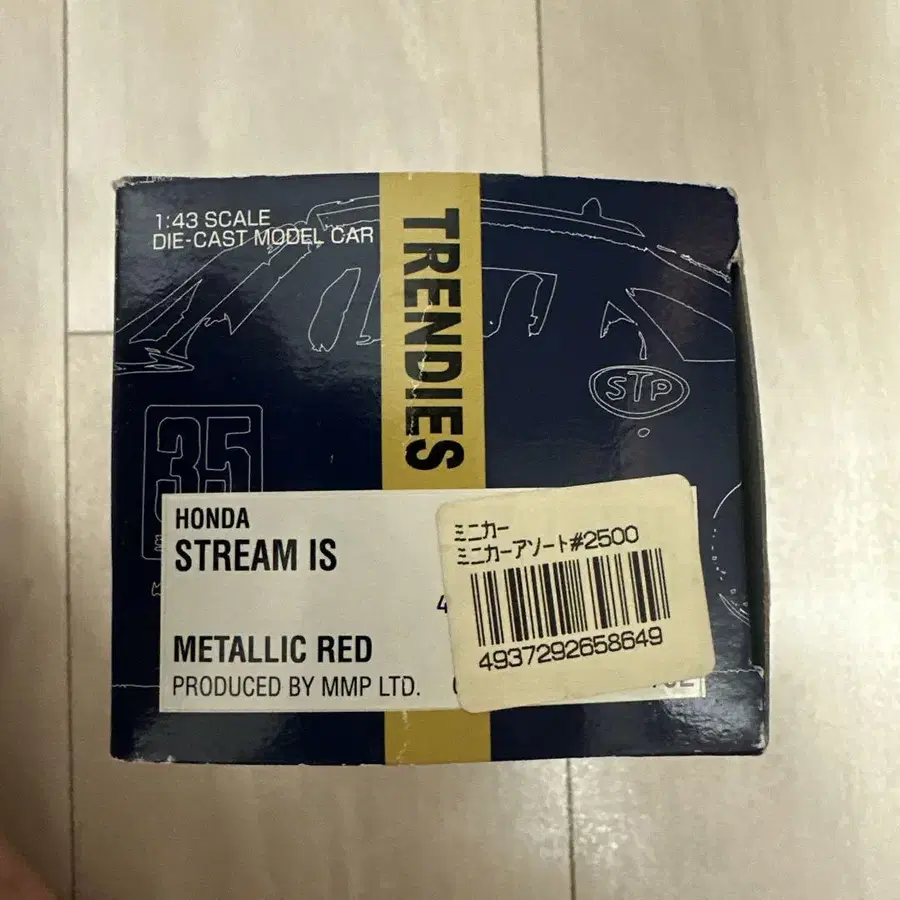 1:43 SCALE
DIE-CAST MODEL CAR
TRENDIES
STP
35
HONDA
STREAM IS
METALLIC RED
PRODUCED BY MMP LTD.
ミニカー
ミニカーアソート#2500
4937292658649